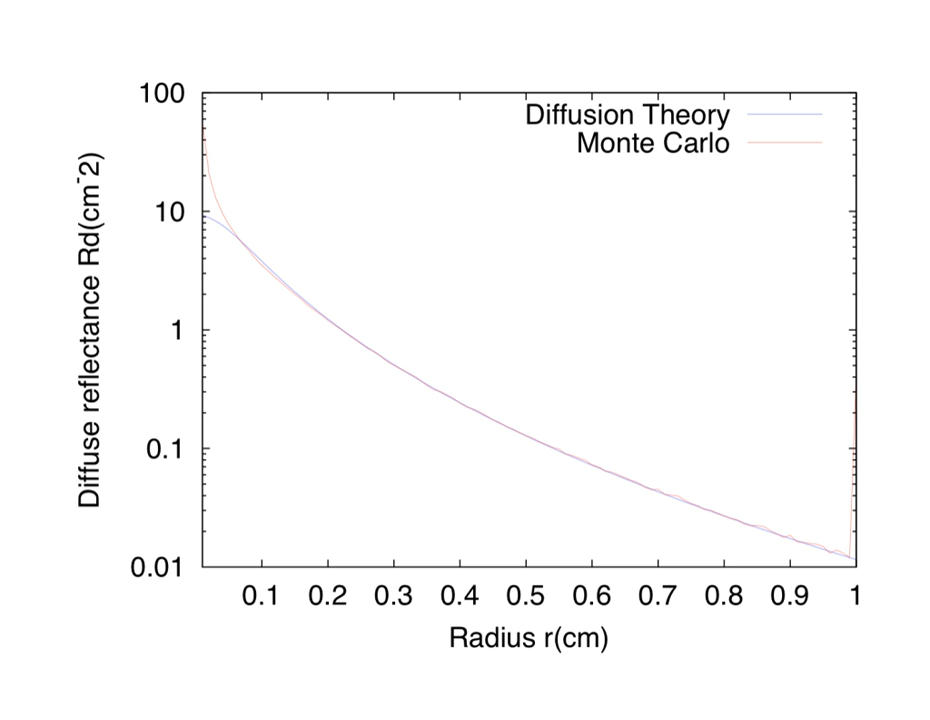 100
Diffusion Theory
Monte Carlo
10
1
0.1
0.01
Diffuse reflectance Rd(cm-2)
0.1 0.2 0.3 0.4 0.5 0.6 0.7 0.8 0.9 1
Radius r(cm)